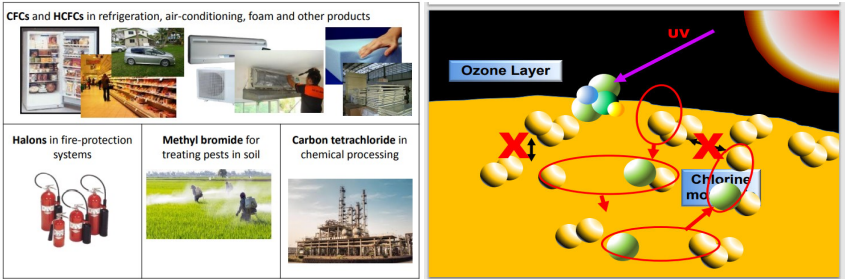 CFCs and HCFCs in refrigeration, air-conditioning, foam and other products
Halons in fire-protection
systems
Methyl bromide for
treating pests in soil
Carbon tetrachloride in
chemical processing
UV
Ozone Layer
X
X
Chlorine